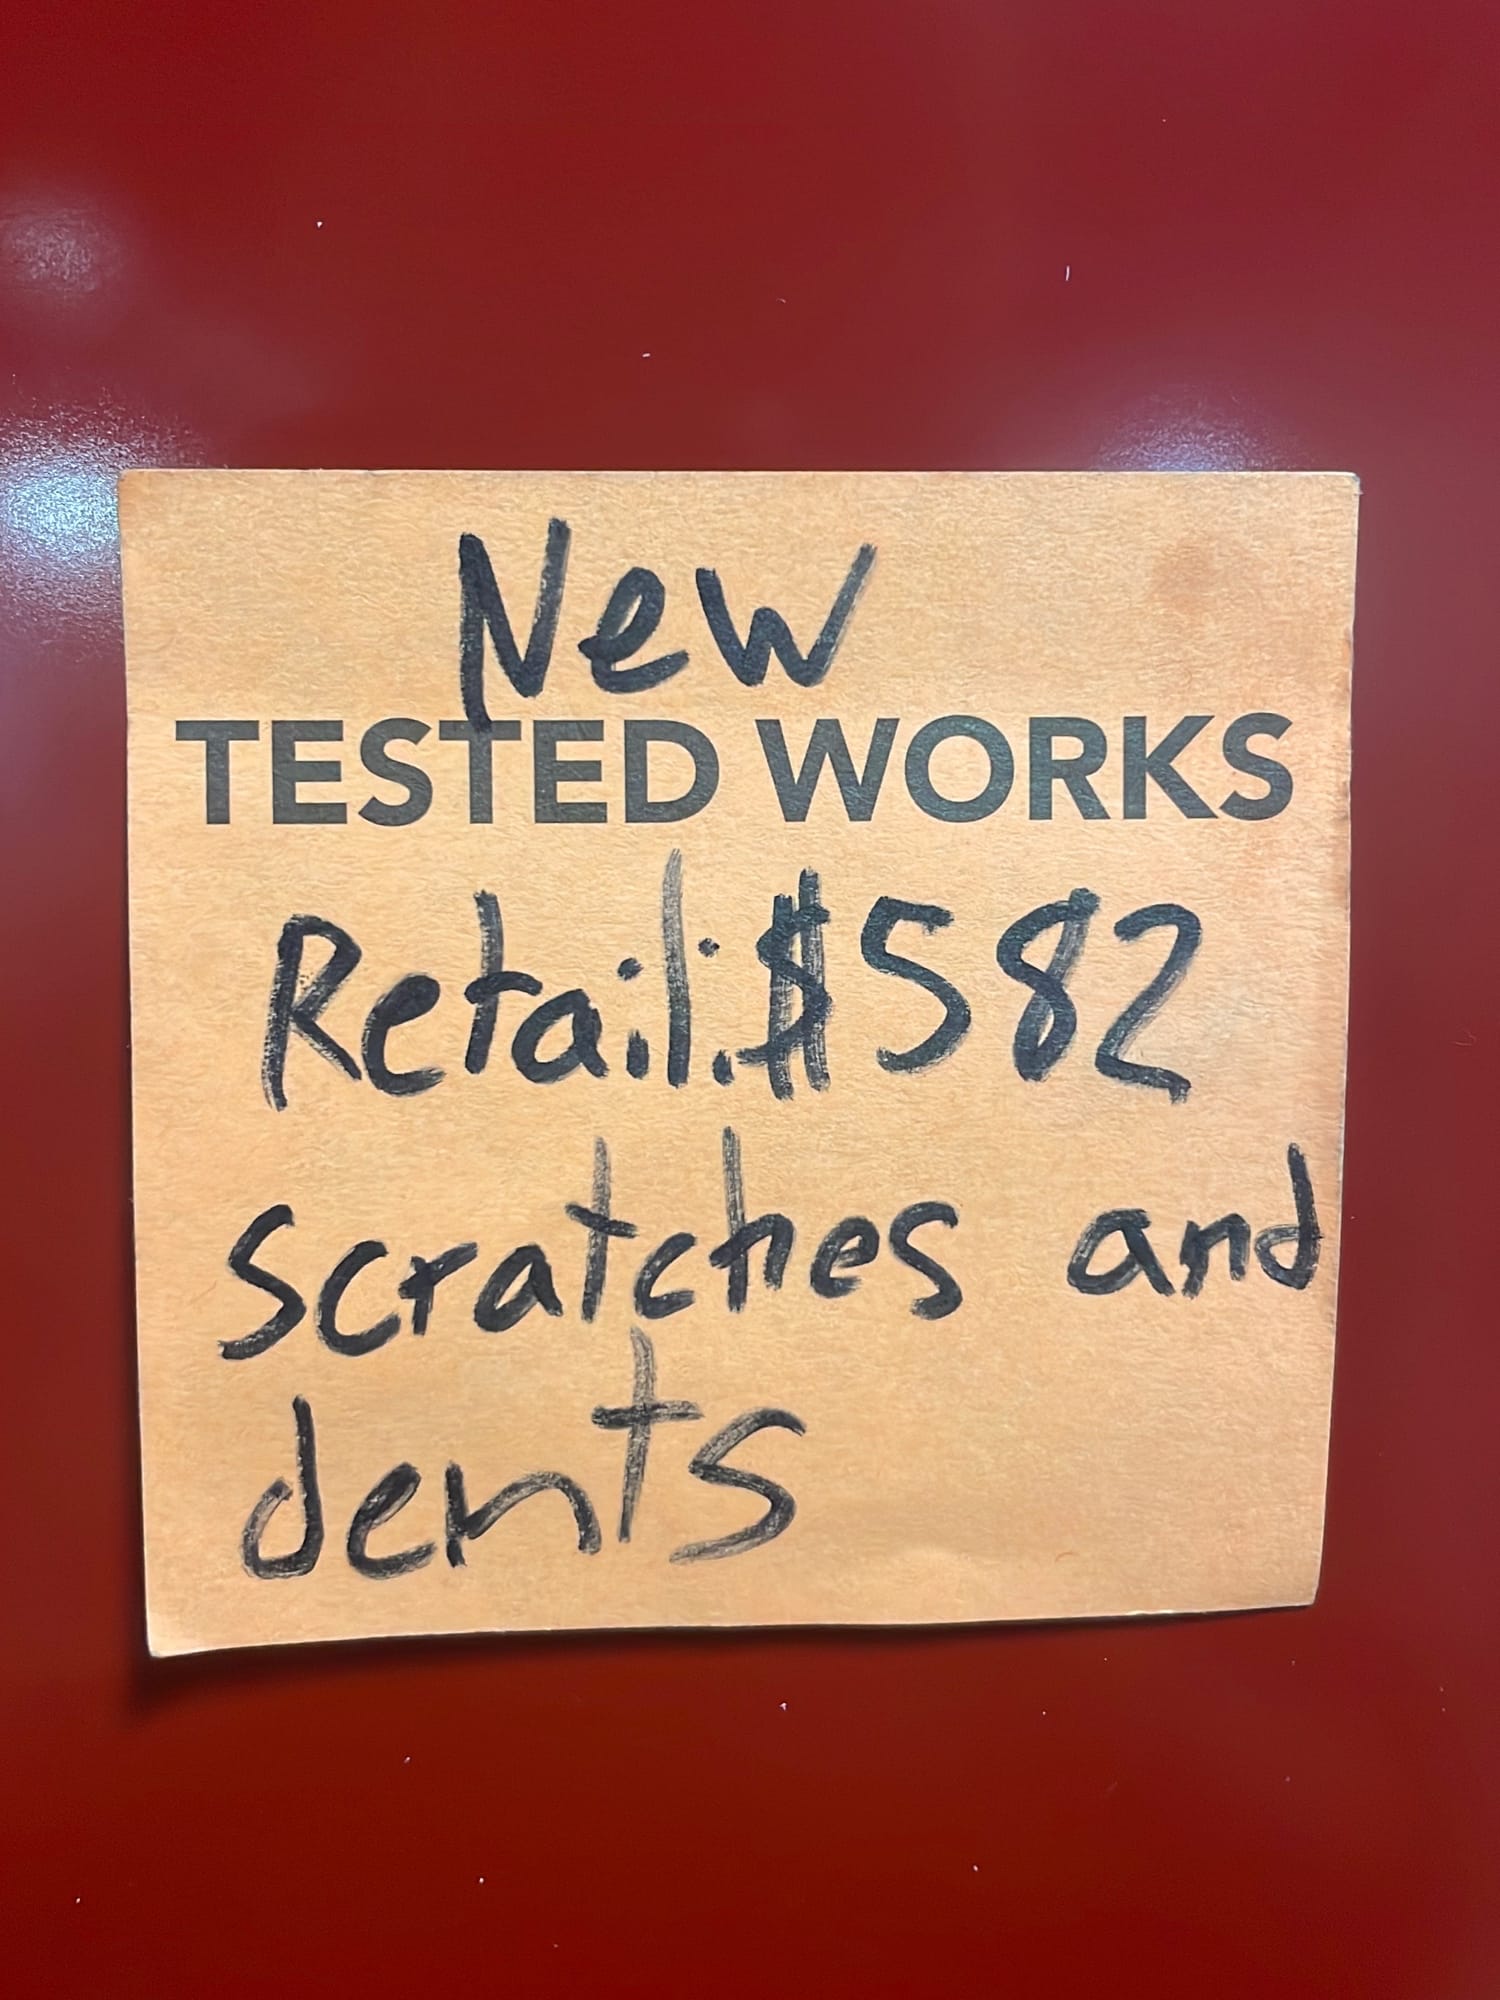 New
TESTED WORKS
Retail: $582
Scratches and
dents